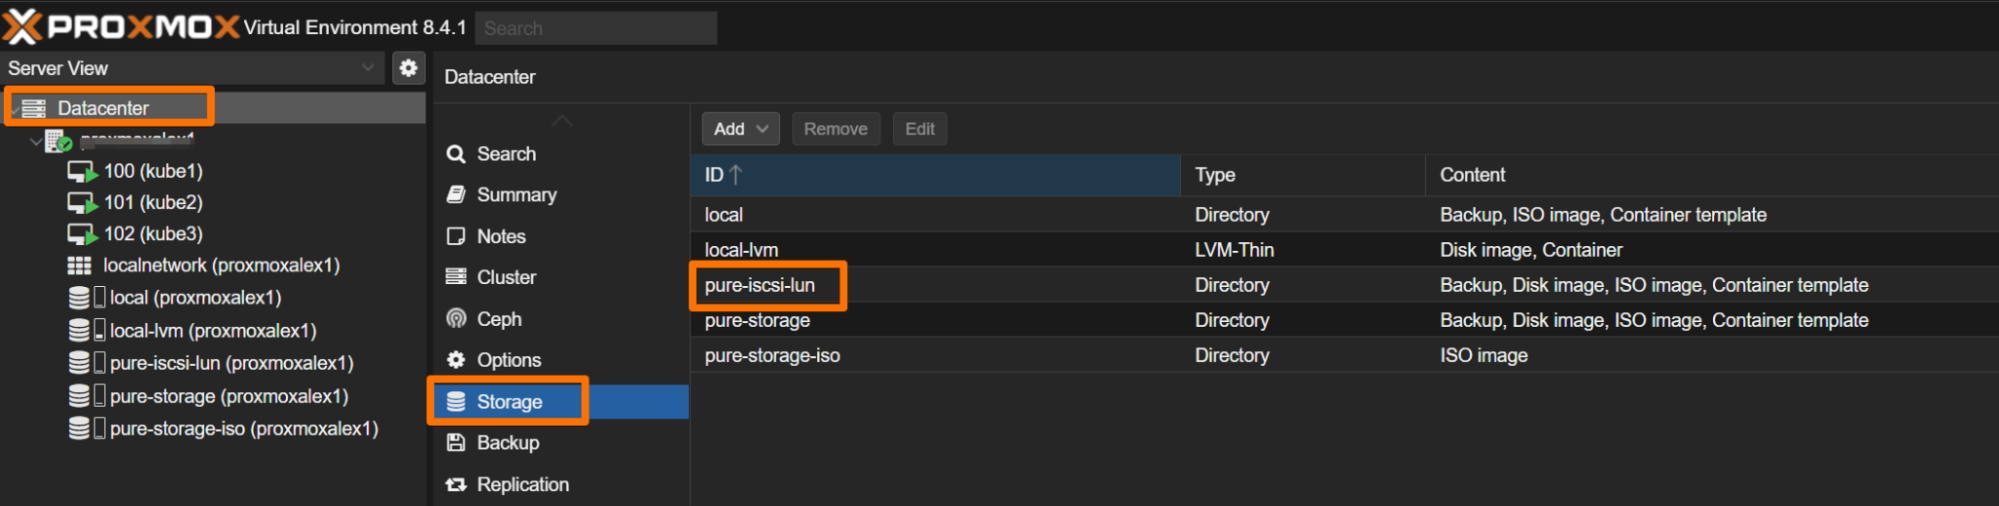 PROXMOX Virtual Environment 8.4.1 Search
Server View
Datacenter
100 (kube1)
101 (kube2)
102 (kube3)
localnetwork (proxmoxalex1)
local (proxmoxalex1)
local-lvm (proxmoxalex1)
pure-iscsi-lun (proxmoxalex1)
pure-storage (proxmoxalex1)
pure-storage-iso (proxmoxalex1)
Datacenter
Search
Summary
Notes
Cluster
Ceph
Options
Storage
Backup
Replication
Add Remove Edit
ID Type Content
local Directory Backup, ISO image, Container template
local-lvm LVM-Thin Disk image, Container
pure-iscsi-lun Directory Backup, Disk image, ISO image, Container template
pure-storage Directory Backup, Disk image, ISO image, Container template
pure-storage-iso Directory ISO image